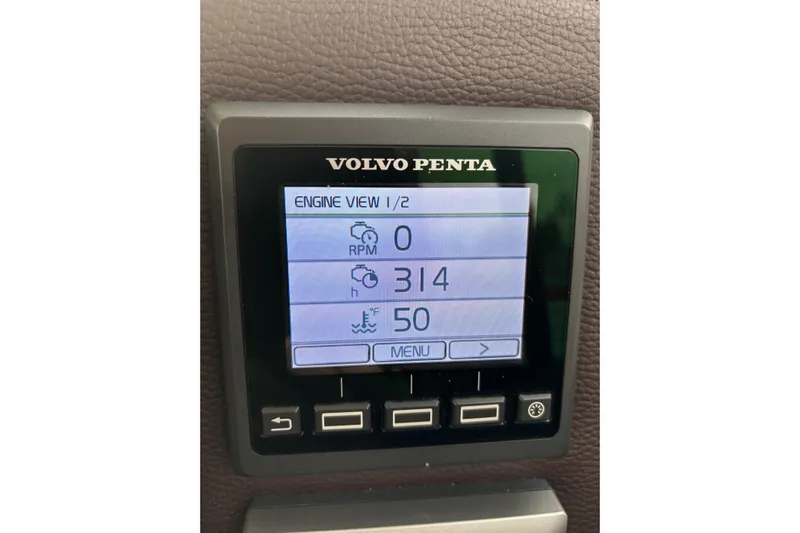 VOLVO PENTA
ENGINE VIEW 1/2
RPM 0
h 314
°F 50
MENU >